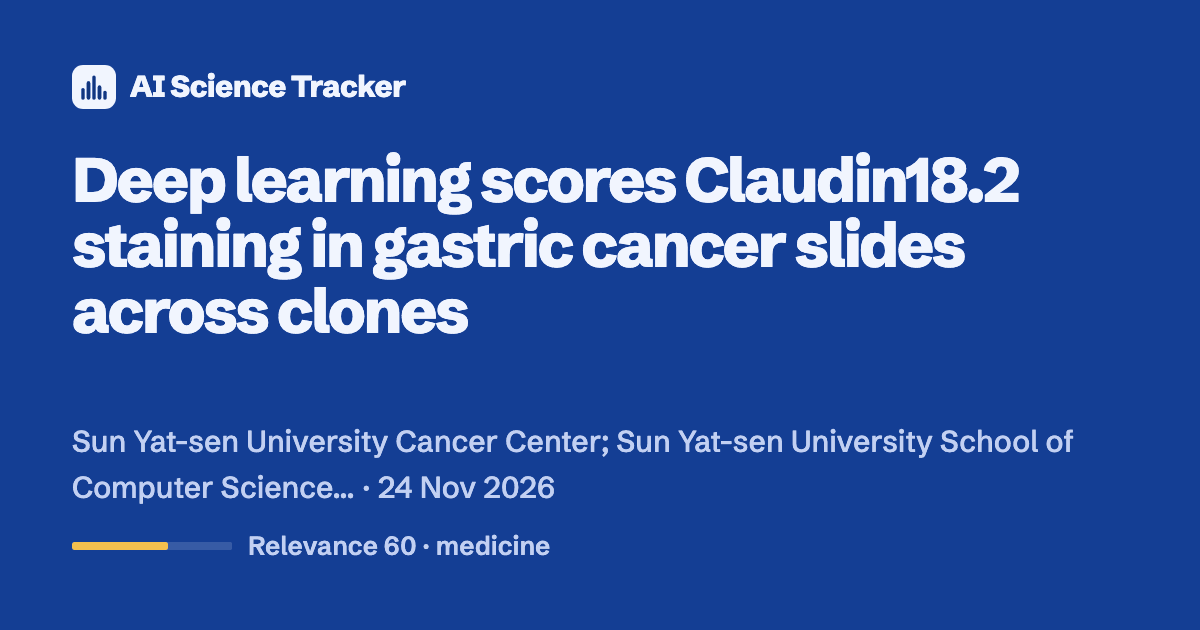 AI Science Tracker
Deep learning scores Claudin18.2
staining in gastric cancer slides
across clones
Sun Yat-sen University Cancer Center; Sun Yat-sen University School of
Computer Science... · 24 Nov 2026
Relevance 60 · medicine